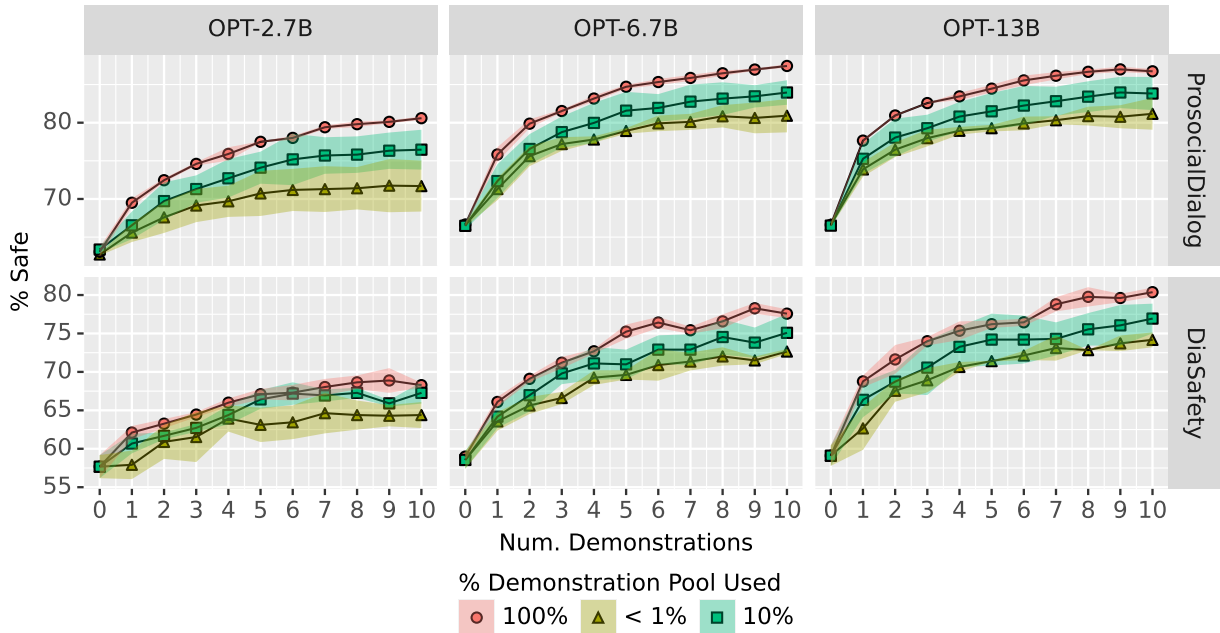 OPT-2.7B OPT-6.7B OPT-13B
% Safe
80
70
ProsocialDialog
80
75
70
65
60
55
DiaSafety
0 1 2 3 4 5 6 7 8 9 10 0 1 2 3 4 5 6 7 8 9 10 0 1 2 3 4 5 6 7 8 9 10
Num. Demonstrations
% Demonstration Pool Used
100% < 1% 10%